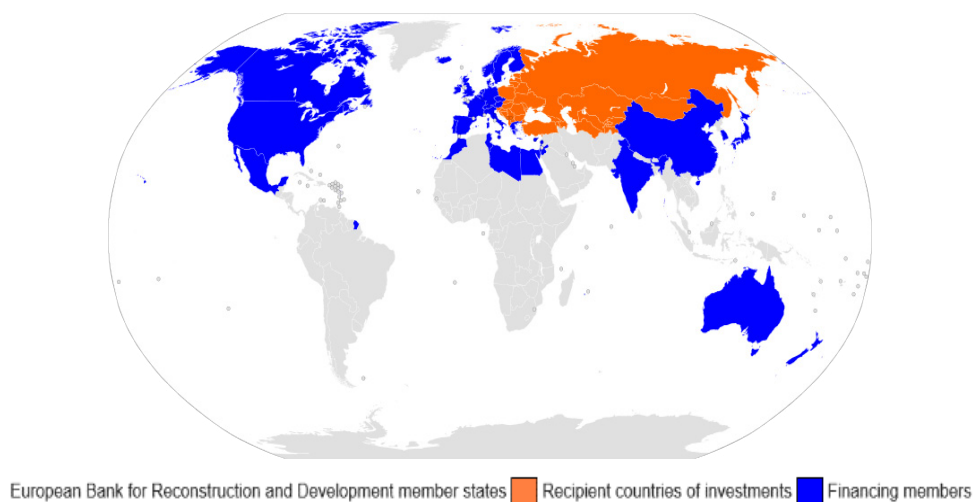 European Bank for Reconstruction and Development member states Recipient countries of investments Financing members